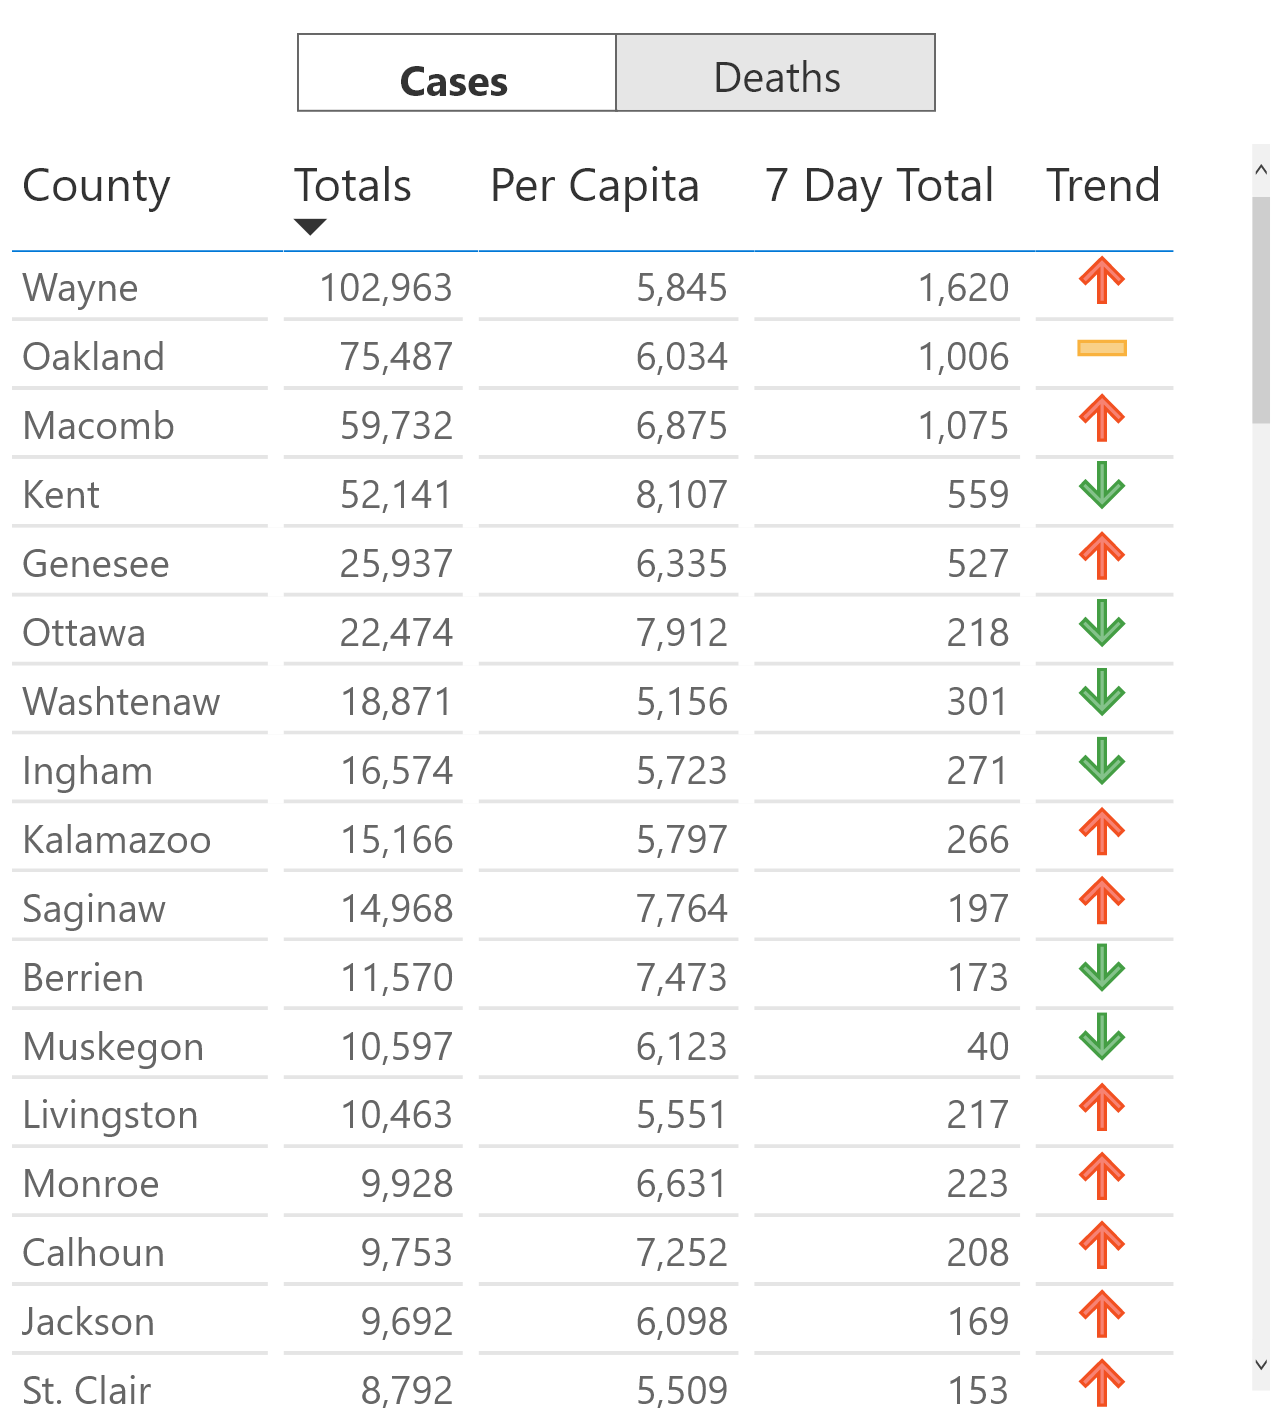 Cases Deaths
County Totals Per Capita 7 Day Total Trend
Wayne 102,963 5,845 1,620
Oakland 75,487 6,034 1,006
Macomb 59,732 6,875 1,075
Kent 52,141 8,107 559
Genesee 25,937 6,335 527
Ottawa 22,474 7,912 218
Washtenaw 18,871 5,156 301
Ingham 16,574 5,723 271
Kalamazoo 15,166 5,797 266
Saginaw 14,968 7,764 197
Berrien 11,570 7,473 173
Muskegon 10,597 6,123 40
Livingston 10,463 5,551 217
Monroe 9,928 6,631 223
Calhoun 9,753 7,252 208
Jackson 9,692 6,098 169
St. Clair 8,792 5,509 153